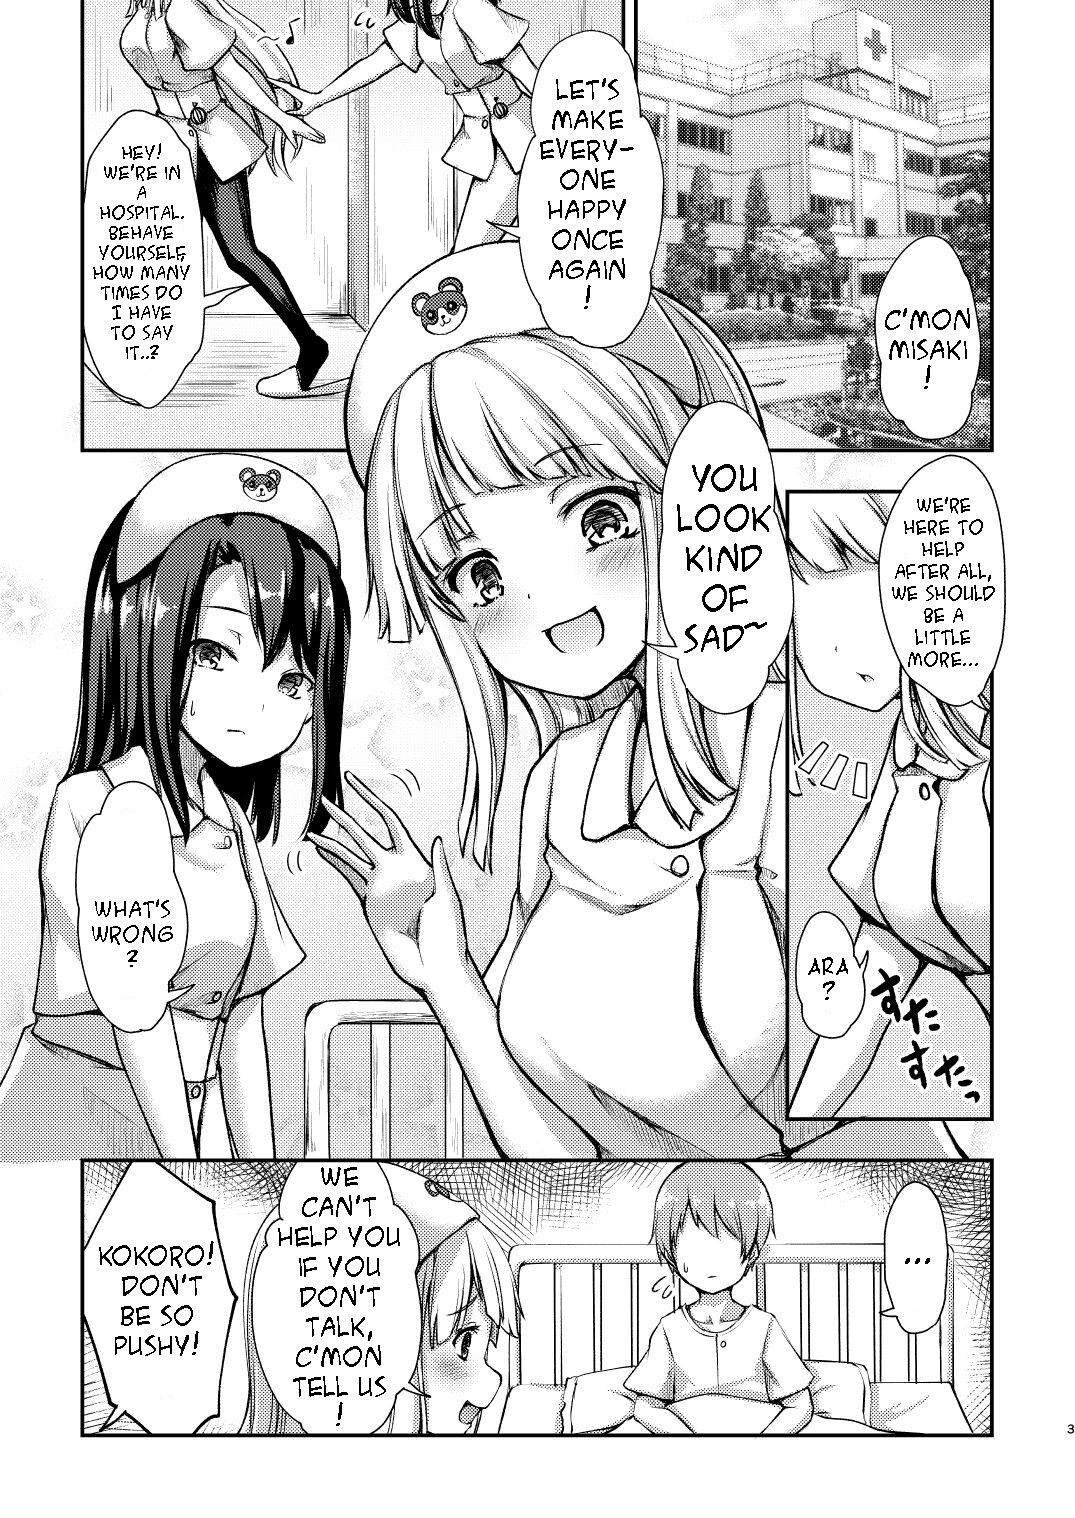 C'MON
MISAKI
!
LET'S
MAKE
EVERY-
ONE
HAPPY
ONCE
AGAIN
!
HEY!
WE'RE IN
A
HOSPITAL.
BEHAVE
YOURSELF,
HOW MANY
TIMES DO
I HAVE
TO SAY
IT..?
WE'RE
HERE TO
HELP
AFTER ALL,
WE SHOULD
BE A
LITTLE
MORE...
ARA
?
すたすたっ
YOU
LOOK
KIND
OF
SAD~
WHAT'S
WRONG
?
...
WE
CAN'T
HELP YOU
IF YOU
DON'T
TALK,
C'MON
TELL US
!
KOKORO!
DON'T
BE SO
PUSHY!
3